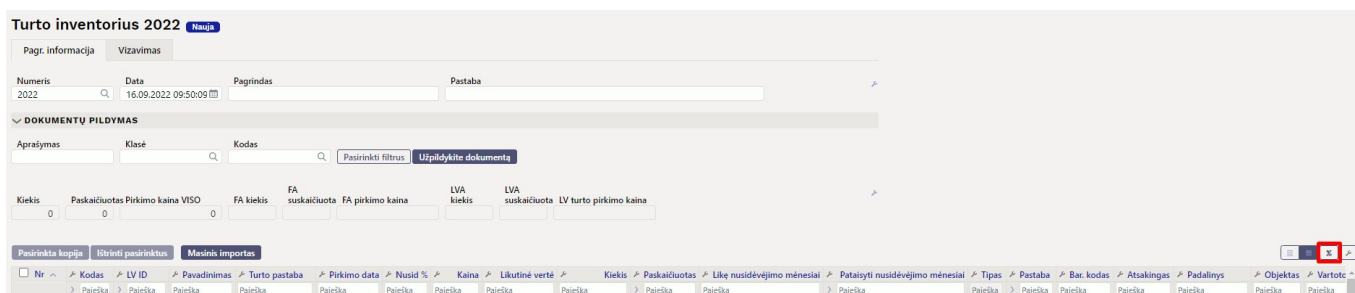 Turto inventorius 2022 Nauja
Pagr. informacija Vizavimas
Numeris Data Pagrindas Pastaba
2022 16.09.2022 09:50:09
DOKUMENTŲ PILDYMAS
Aprašymas Klasė Kodas
Pasirinkti filtrus Užpildykite dokumentą
Kiekis Paskaičiuotas Pirkimo kaina VISO FA kiekis FA suskaičiuota FA pirkimo kaina LVA kiekis LVA suskaičiuota LV turto pirkimo kaina
0 0 0
Pasirinkta kopija Ištrinti pasirinktus Masinis importas Σ
Nr Kodas LV ID Pavadinimas Turto pastaba Pirkimo data Nusid % Kaina Likutinė vertė Kiekis Paskaičiuotas Likę nusidėvėjimo mėnesiai Pataisyti nusidėvėjimo mėnesiai Tipas Pastaba Bar. kodas Atsakingas Padalinys Objektas Vartoto
Paieška Paieška Paieška Paieška Paieška Paieška Paieška Paieška Paieška Paieška Paieška Paieška Paieška Paieška Paieška Paieška Paieška Paieška Paieška